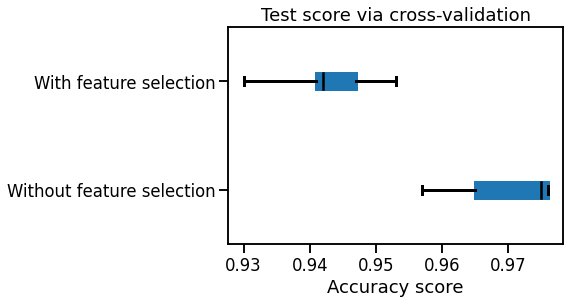 Test score via cross-validation
With feature selection
Without feature selection
0.93 0.94 0.95 0.96 0.97
Accuracy score